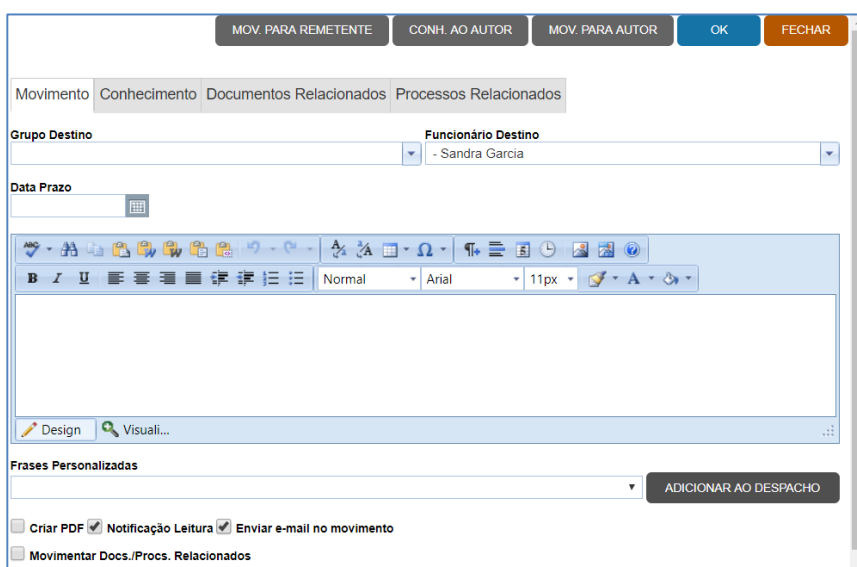 MOV. PARA REMETENTE CONH. AO AUTOR MOV. PARA AUTOR OK FECHAR
Movimento Conhecimento Documentos Relacionados Processos Relacionados
Grupo Destino Funcionário Destino
- Sandra Garcia
Data Prazo
ABC
B I U Normal Arial 11px A
Design Visuali...
Frases Personalizadas
ADICIONAR AO DESPACHO
Criar PDF Notificação Leitura Enviar e-mail no movimento
Movimentar Docs./Procs. Relacionados